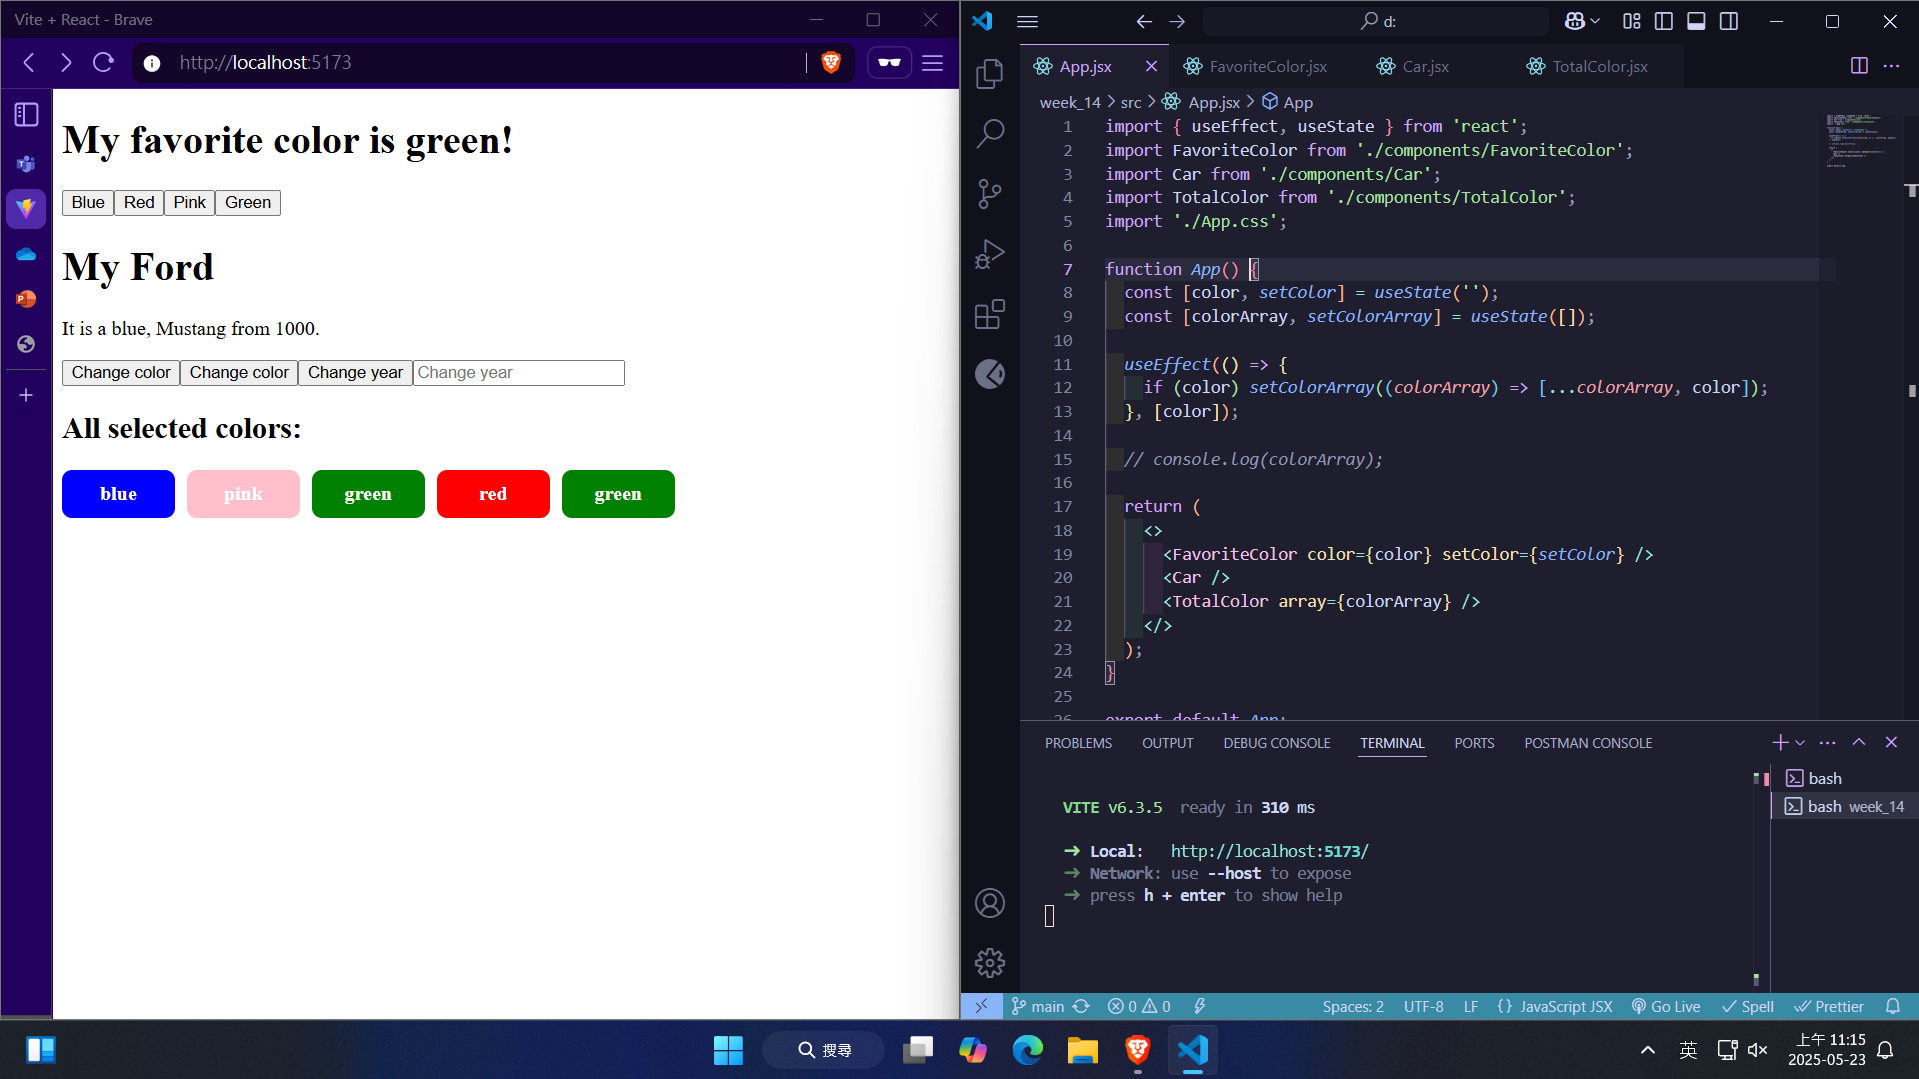 Vite + React - Brave
http://localhost:5173
My favorite color is green!
Blue
Red
Pink
Green
My Ford
It is a blue, Mustang from 1000.
Change color
Change color
Change year
Change year
All selected colors:
blue
pink
green
red
green
d:
App.jsx
FavoriteColor.jsx
Car.jsx
TotalColor.jsx
week_14 > src > App.jsx > App
1 import { useEffect, useState } from 'react';
2 import FavoriteColor from './components/FavoriteColor';
3 import Car from './components/Car';
4 import TotalColor from './components/TotalColor';
5 import './App.css';
6
7 function App() {
8 const [color, setColor] = useState('');
9 const [colorArray, setColorArray] = useState([]);
10
11 useEffect(() => {
12 if (color) setColorArray((colorArray) => [...colorArray, color]);
13 }, [color]);
14
15 // console.log(colorArray);
16
17 return (
18 <>
19 <FavoriteColor color={color} setColor={setColor} />
20 <Car />
21 <TotalColor array={colorArray} />
22 </>
23 );
24 }
25
26 export default App;
PROBLEMS
OUTPUT
DEBUG CONSOLE
TERMINAL
PORTS
POSTMAN CONSOLE
VITE v6.3.5 ready in 310 ms
➜ Local: http://localhost:5173/
➜ Network: use --host to expose
➜ press h + enter to show help
bash
bash week_14
main
0
0
Spaces: 2
UTF-8
LF
{} JavaScript JSX
Go Live
Spell
Prettier
搜尋
英
上午 11:15
2025-05-23